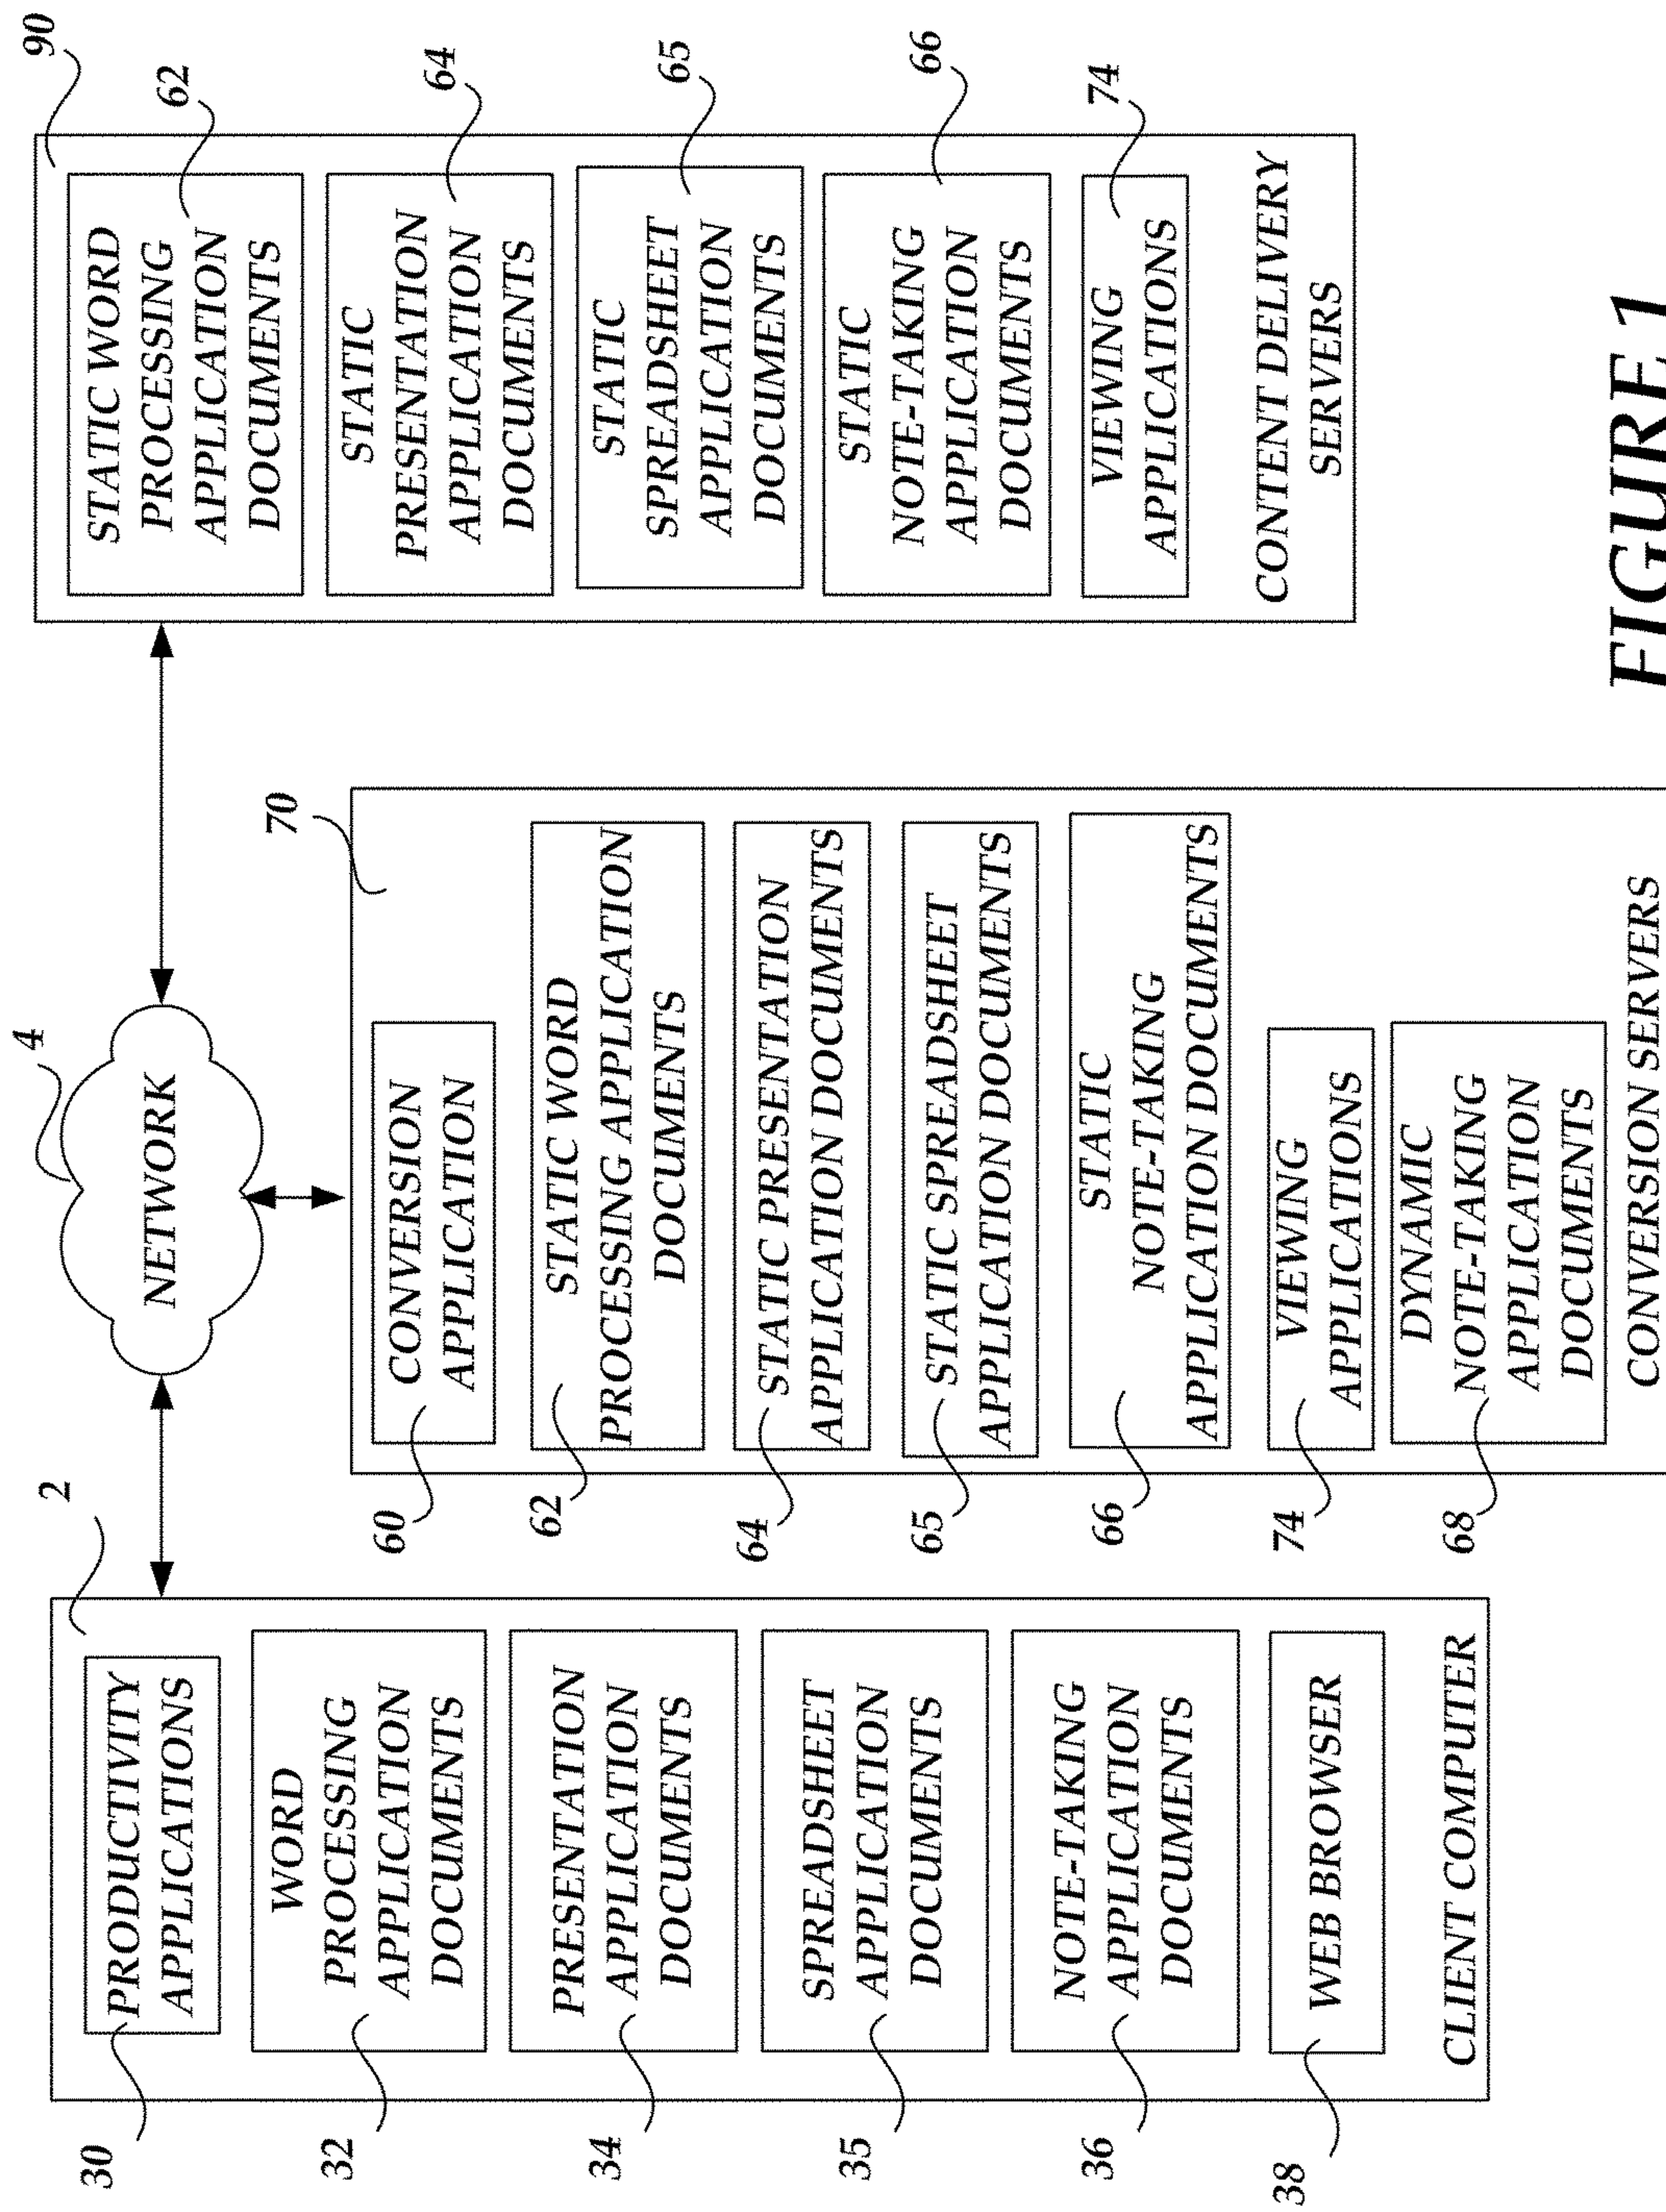 2
30
PRODUCTIVITY
APPLICATIONS
32
WORD
PROCESSING
APPLICATION
DOCUMENTS
34
PRESENTATION
APPLICATION
DOCUMENTS
35
SPREADSHEET
APPLICATION
DOCUMENTS
36
NOTE-TAKING
APPLICATION
DOCUMENTS
38
WEB BROWSER
CLIENT COMPUTER
4
NETWORK
70
60
CONVERSION
APPLICATION
62
STATIC WORD
PROCESSING APPLICATION
DOCUMENTS
64
STATIC PRESENTATION
APPLICATION DOCUMENTS
65
STATIC SPREADSHEET
APPLICATION DOCUMENTS
66
STATIC
NOTE-TAKING
APPLICATION DOCUMENTS
74
VIEWING
APPLICATIONS
68
DYNAMIC
NOTE-TAKING
APPLICATION
DOCUMENTS
CONVERSION SERVERS
90
STATIC WORD
PROCESSING
APPLICATION
DOCUMENTS
62
STATIC
PRESENTATION
APPLICATION
DOCUMENTS
64
STATIC
SPREADSHEET
APPLICATION
DOCUMENTS
65
STATIC
NOTE-TAKING
APPLICATION
DOCUMENTS
66
VIEWING
APPLICATIONS
74
CONTENT DELIVERY
SERVERS
FIGURE 1